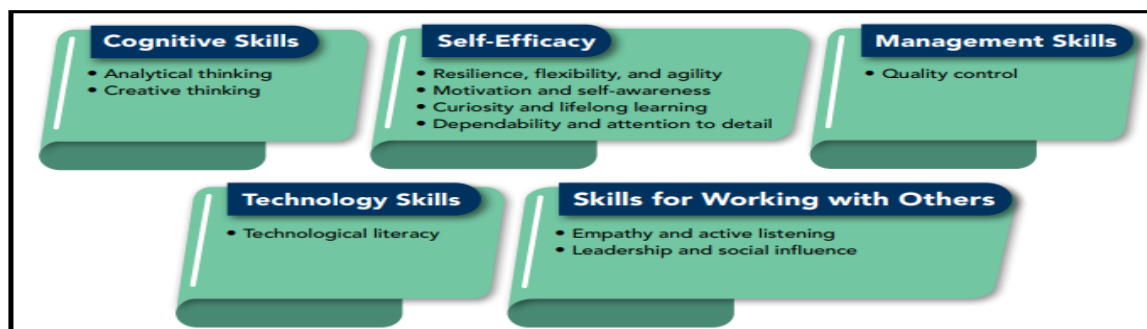 Cognitive Skills
• Analytical thinking
• Creative thinking
Self-Efficacy
• Resilience, flexibility, and agility
• Motivation and self-awareness
• Curiosity and lifelong learning
• Dependability and attention to detail
Management Skills
• Quality control
Technology Skills
• Technological literacy
Skills for Working with Others
• Empathy and active listening
• Leadership and social influence